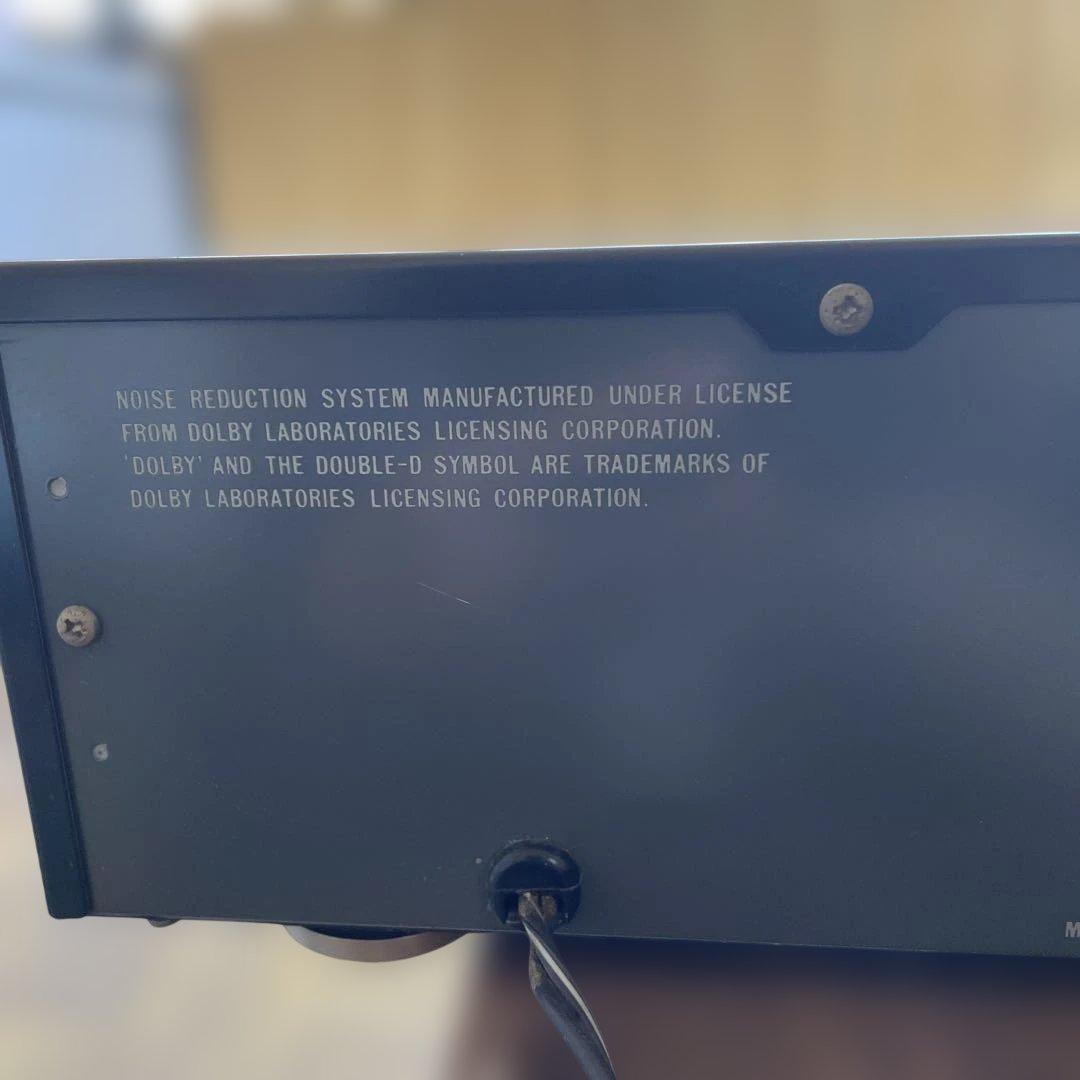 NOISE REDUCTION SYSTEM MANUFACTURED UNDER LICENSE
FROM DOLBY LABORATORIES LICENSING CORPORATION.
'DOLBY' AND THE DOUBLE-D SYMBOL ARE TRADEMARKS OF
DOLBY LABORATORIES LICENSING CORPORATION.
M